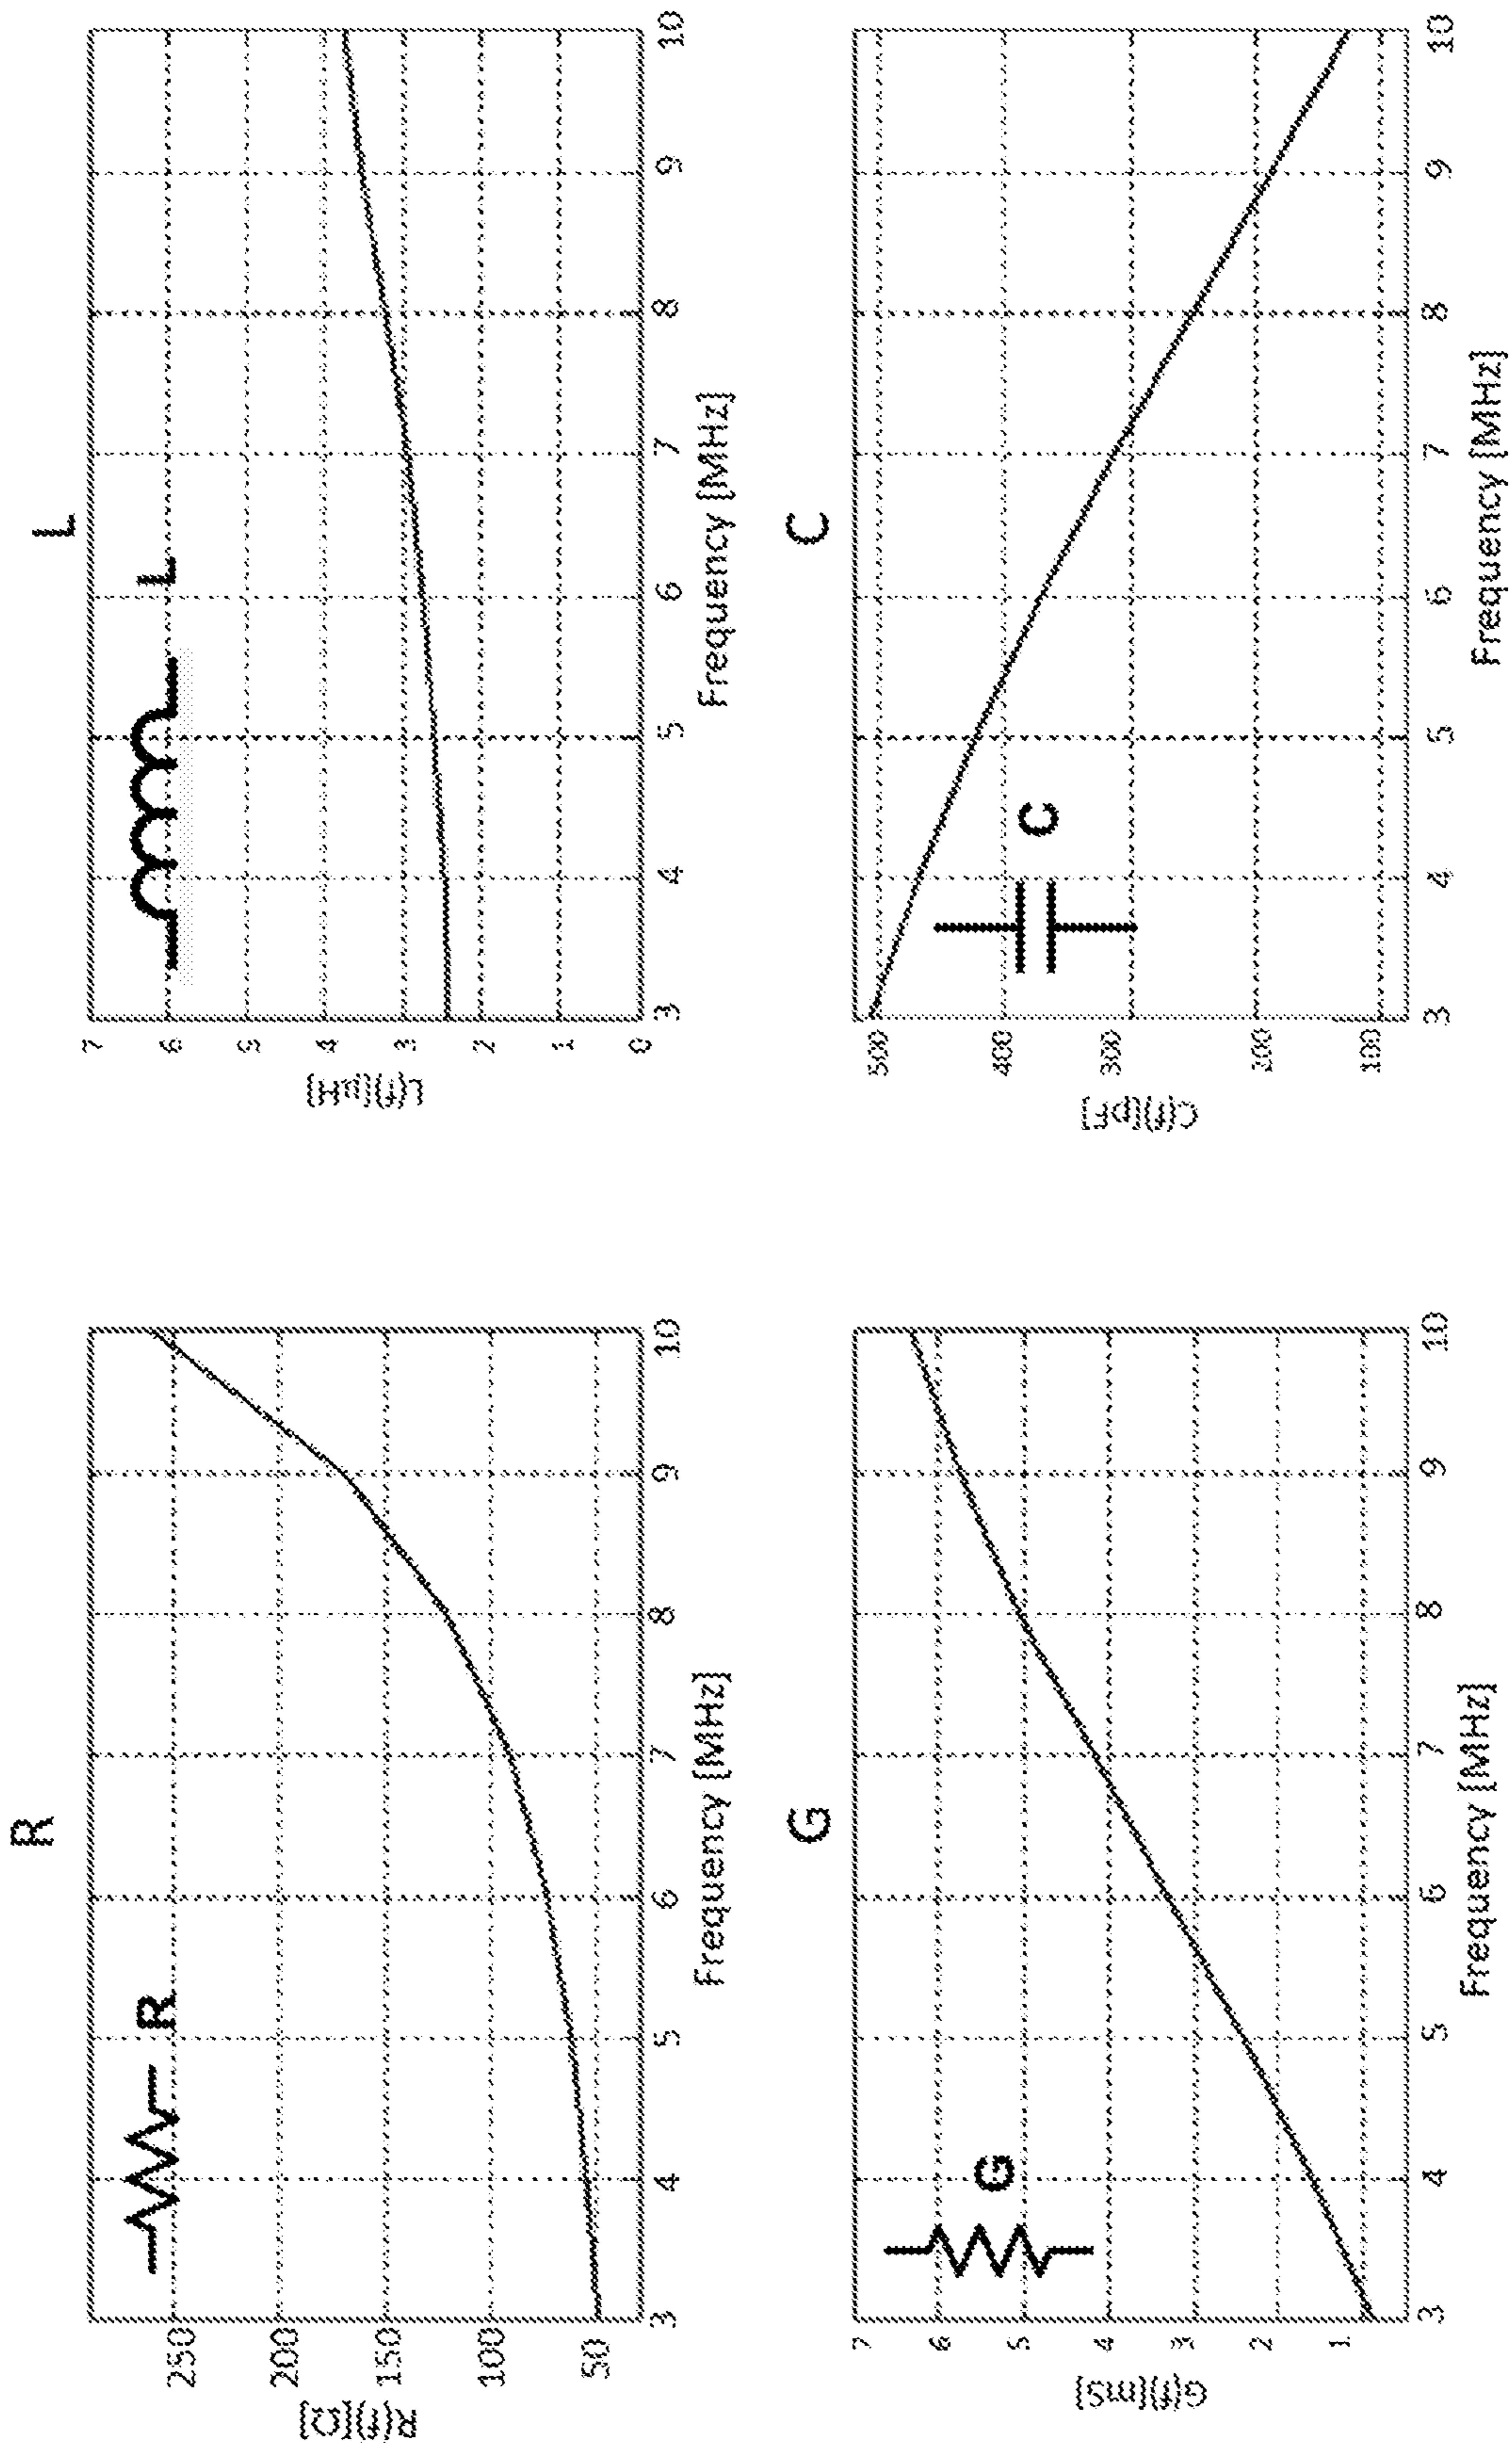 R
R
R(f)[Ω]
250
200
150
100
50
3 4 5 6 7 8 9 10
Frequency [MHz]
L
L
L(f)[µH]
7
6
5
4
3
2
1
0
3 4 5 6 7 8 9 10
Frequency [MHz]
G
G
G(f)[mS]
7
6
5
4
3
2
1
3 4 5 6 7 8 9 10
Frequency [MHz]
C
C
C(f)[pF]
500
400
300
200
100
3 4 5 6 7 8 9 10
Frequency [MHz]